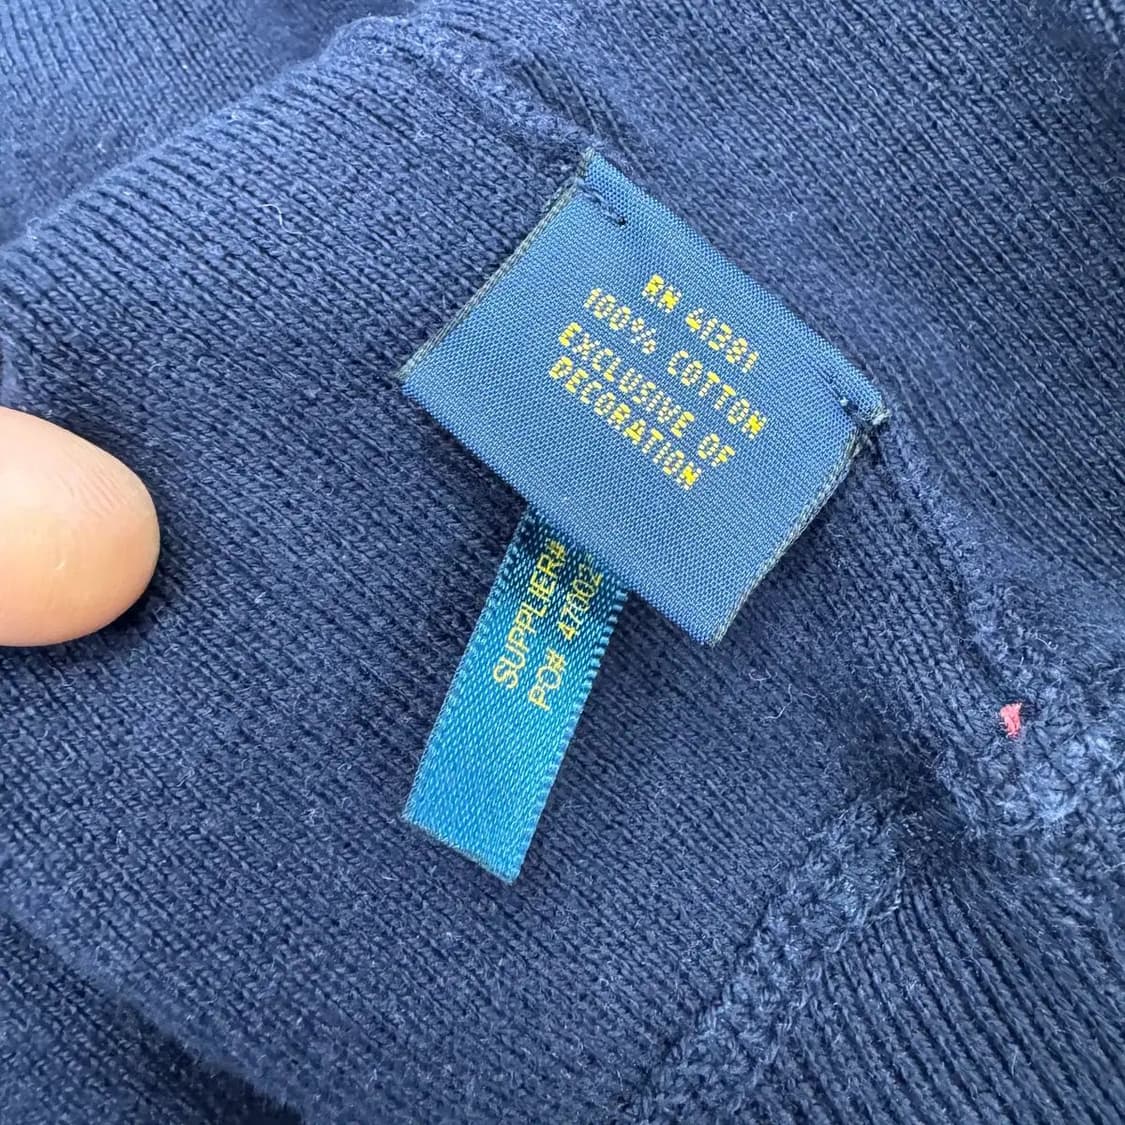 RN 41381
100% COTTON
EXCLUSIVE OF
DECORATION
SUPPLIER#
PO# 47002